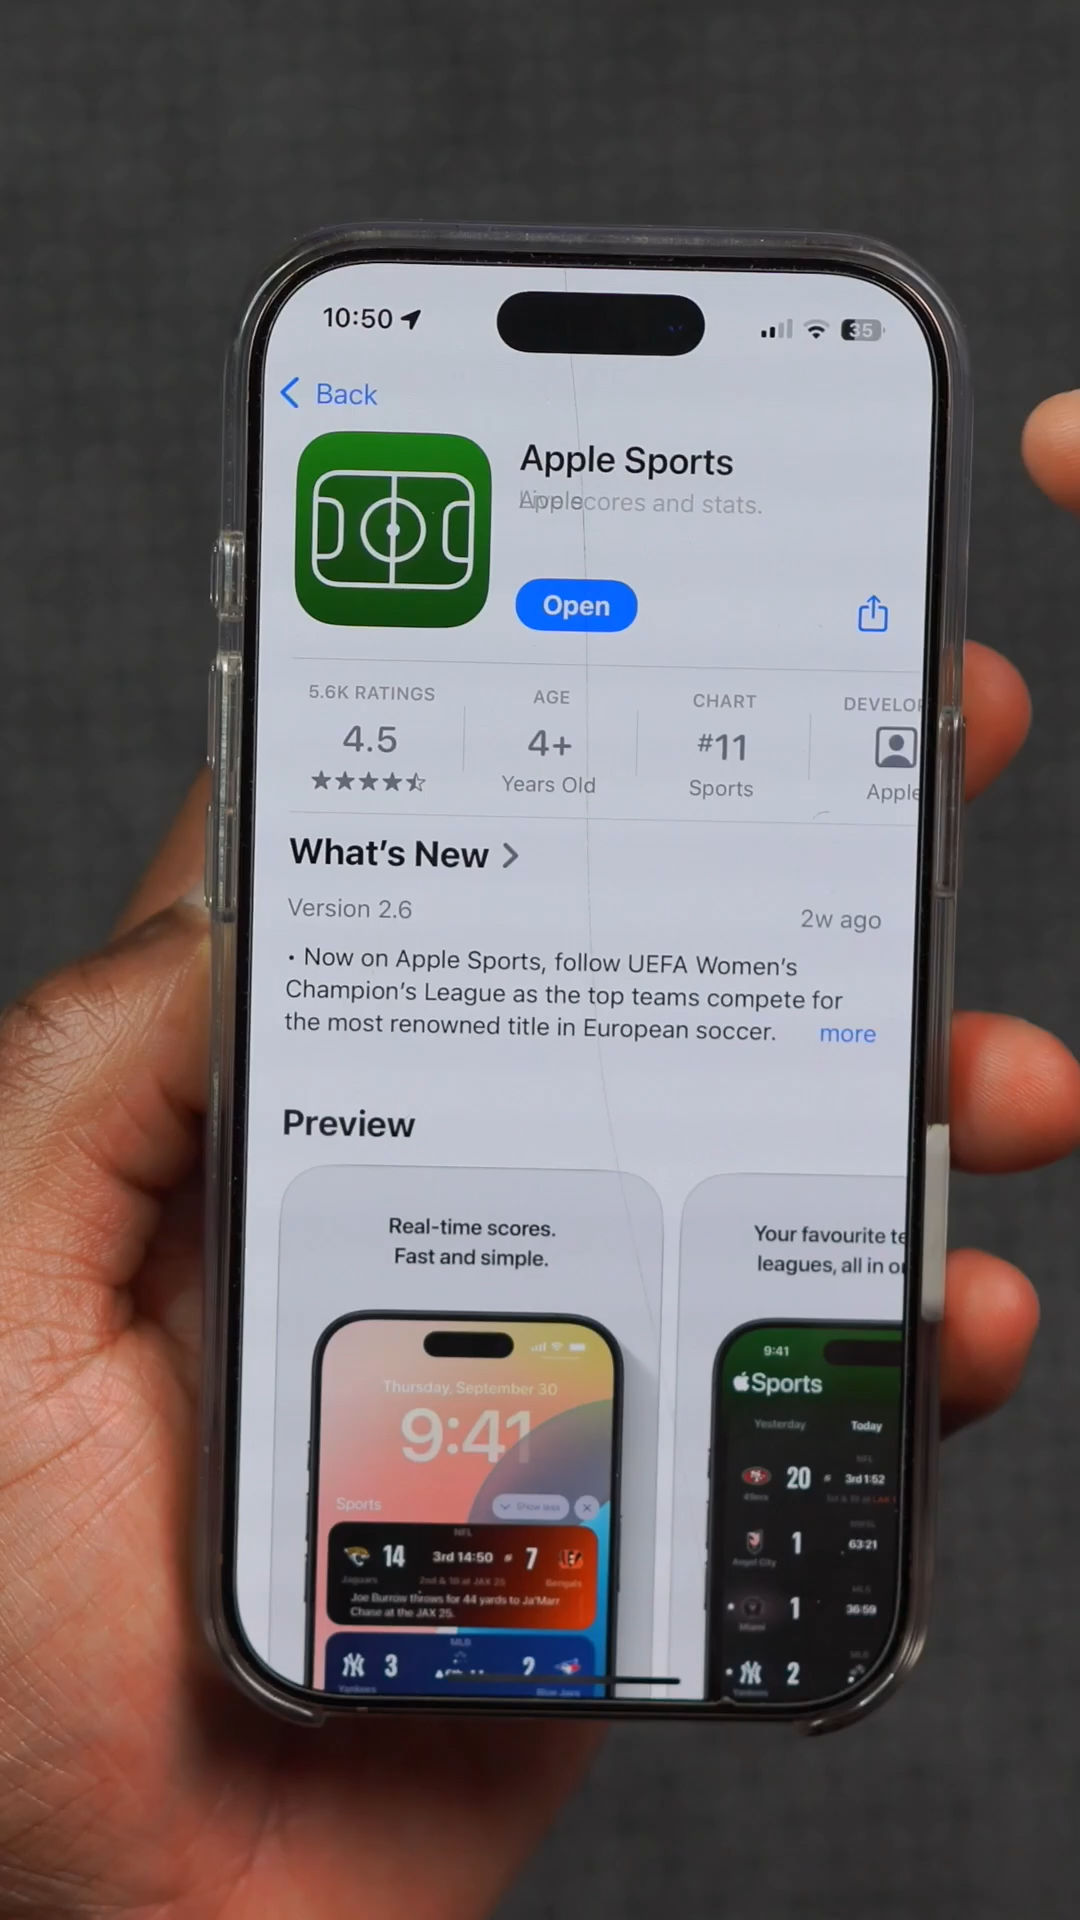 10:50
35
Back
Apple Sports
scores and stats.
Open
5.6K RATINGS
4.5
AGE
4+
Years Old
CHART
#11
Sports
DEVELO
Apple
What's New
Version 2.6
2w ago
• Now on Apple Sports, follow UEFA Women's
Champion's League as the top teams compete for
the most renowned title in European soccer. more
Preview
Real-time scores.
Fast and simple.
Thursday, September 30
9:41
Sports
Show less
NFL
14
3rd 14:50
7
Jaguars
2nd & 10 at JAX 25
Bengals
Joe Burrow throws for 44 yards to Ja'Marr
Chase at the JAX 25.
MLB
3
2
Yankees
Blue Jays
Your favourite te
leagues, all in o
9:41
Sports
Yesterday
Today
NFL
20
3rd 1:52
49ers
NWSL
1
63:21
Angel City
MLS
1
36:59
Miami
MLB
2
Yankees